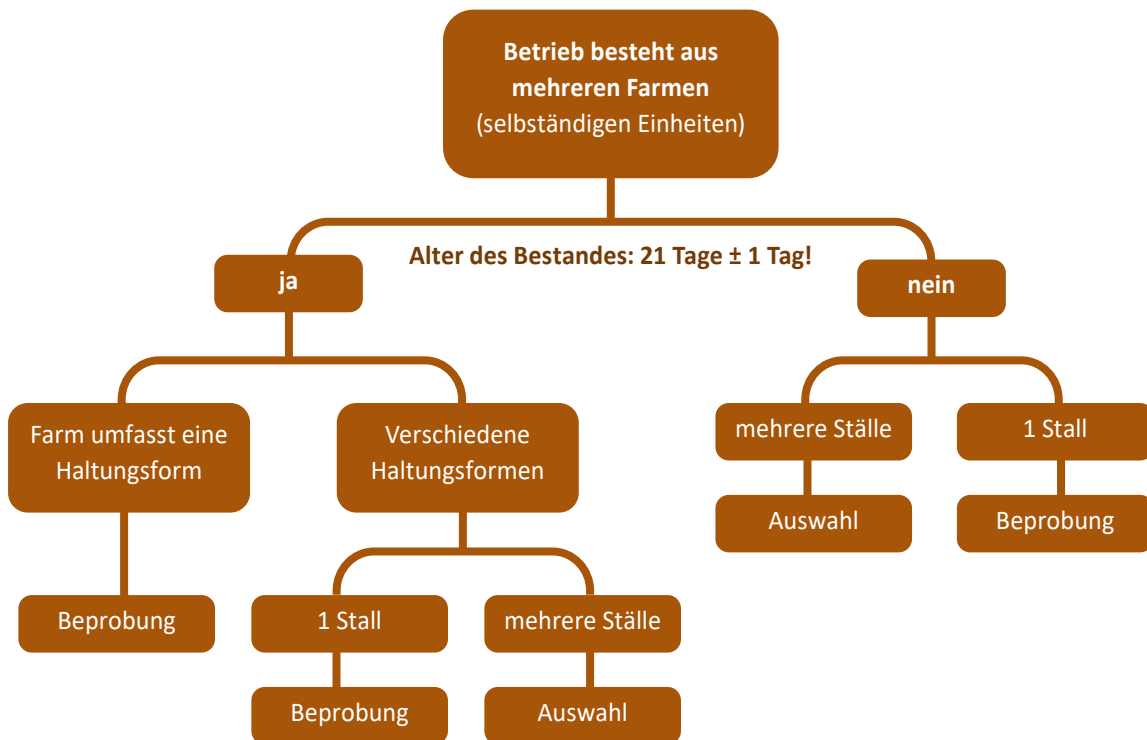 Betrieb besteht aus
mehreren Farmen
(selbständigen Einheiten)
Alter des Bestandes: 21 Tage ± 1 Tag!
ja
nein
Farm umfasst eine
Haltungsform
Verschiedene
Haltungsformen
mehrere Ställe
1 Stall
Auswahl
Beprobung
Beprobung
1 Stall
mehrere Ställe
Beprobung
Auswahl